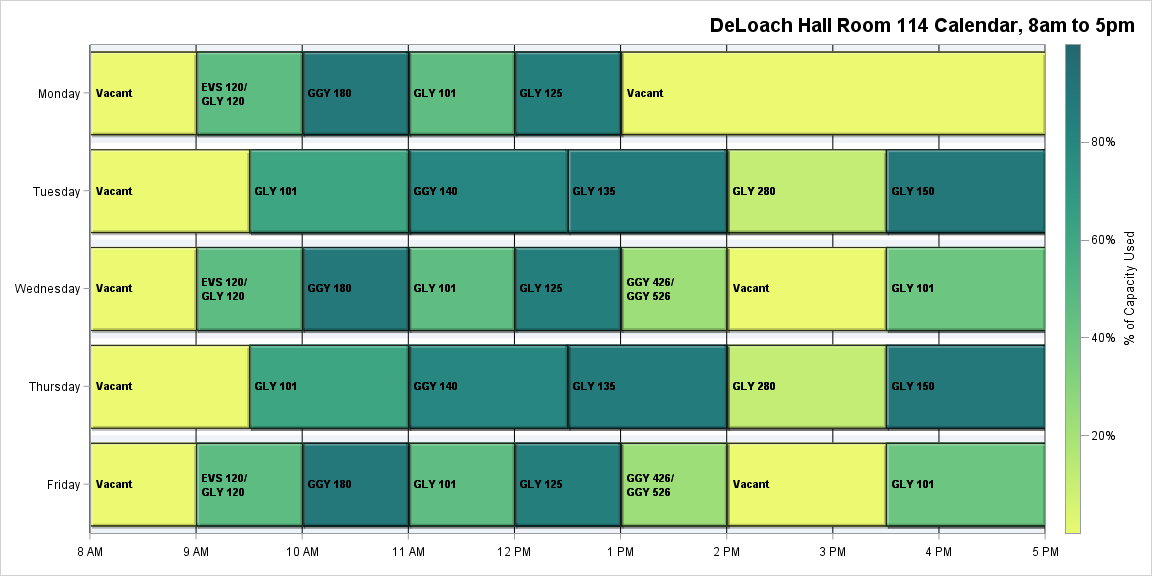 DeLoach Hall Room 114 Calendar, 8am to 5pm
Monday
Vacant
EVS 120/
GLY 120
GGY 180
GLY 101
GLY 125
Vacant
Tuesday
Vacant
GLY 101
GGY 140
GLY 135
GLY 280
GLY 150
Wednesday
Vacant
EVS 120/
GLY 120
GGY 180
GLY 101
GLY 125
GGY 426/
GGY 526
Vacant
GLY 101
Thursday
Vacant
GLY 101
GGY 140
GLY 135
GLY 280
GLY 150
Friday
Vacant
EVS 120/
GLY 120
GGY 180
GLY 101
GLY 125
GGY 426/
GGY 526
Vacant
GLY 101
8 AM
9 AM
10 AM
11 AM
12 PM
1 PM
2 PM
3 PM
4 PM
5 PM
80%
60%
40%
20%
% of Capacity Used